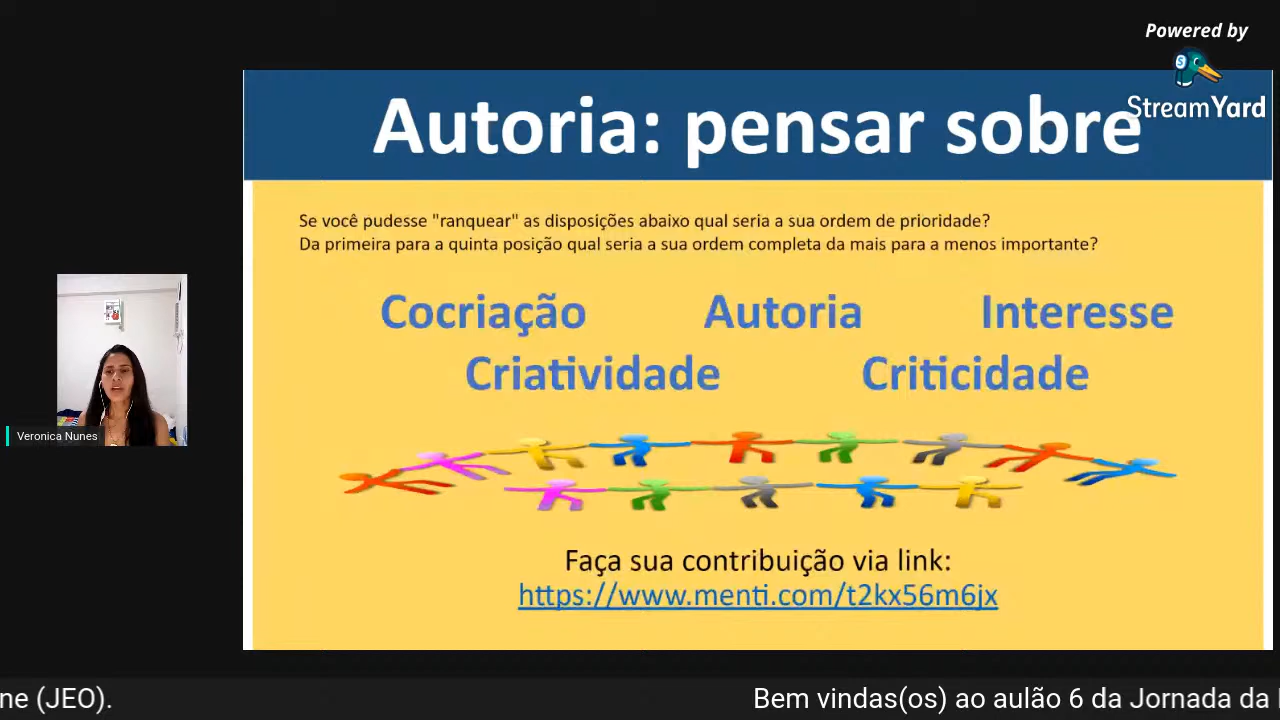 Powered by
StreamYard
Autoria: pensar sobre
Se você pudesse "ranquear" as disposições abaixo qual seria a sua ordem de prioridade?
Da primeira para a quinta posição qual seria a sua ordem completa da mais para a menos importante?
Cocriação Autoria Interesse
Criatividade Criticidade
Veronica Nunes
Faça sua contribuição via link:
https://www.menti.com/t2kx56m6jx
ne (JEO). Bem vindas(os) ao aulão 6 da Jornada da